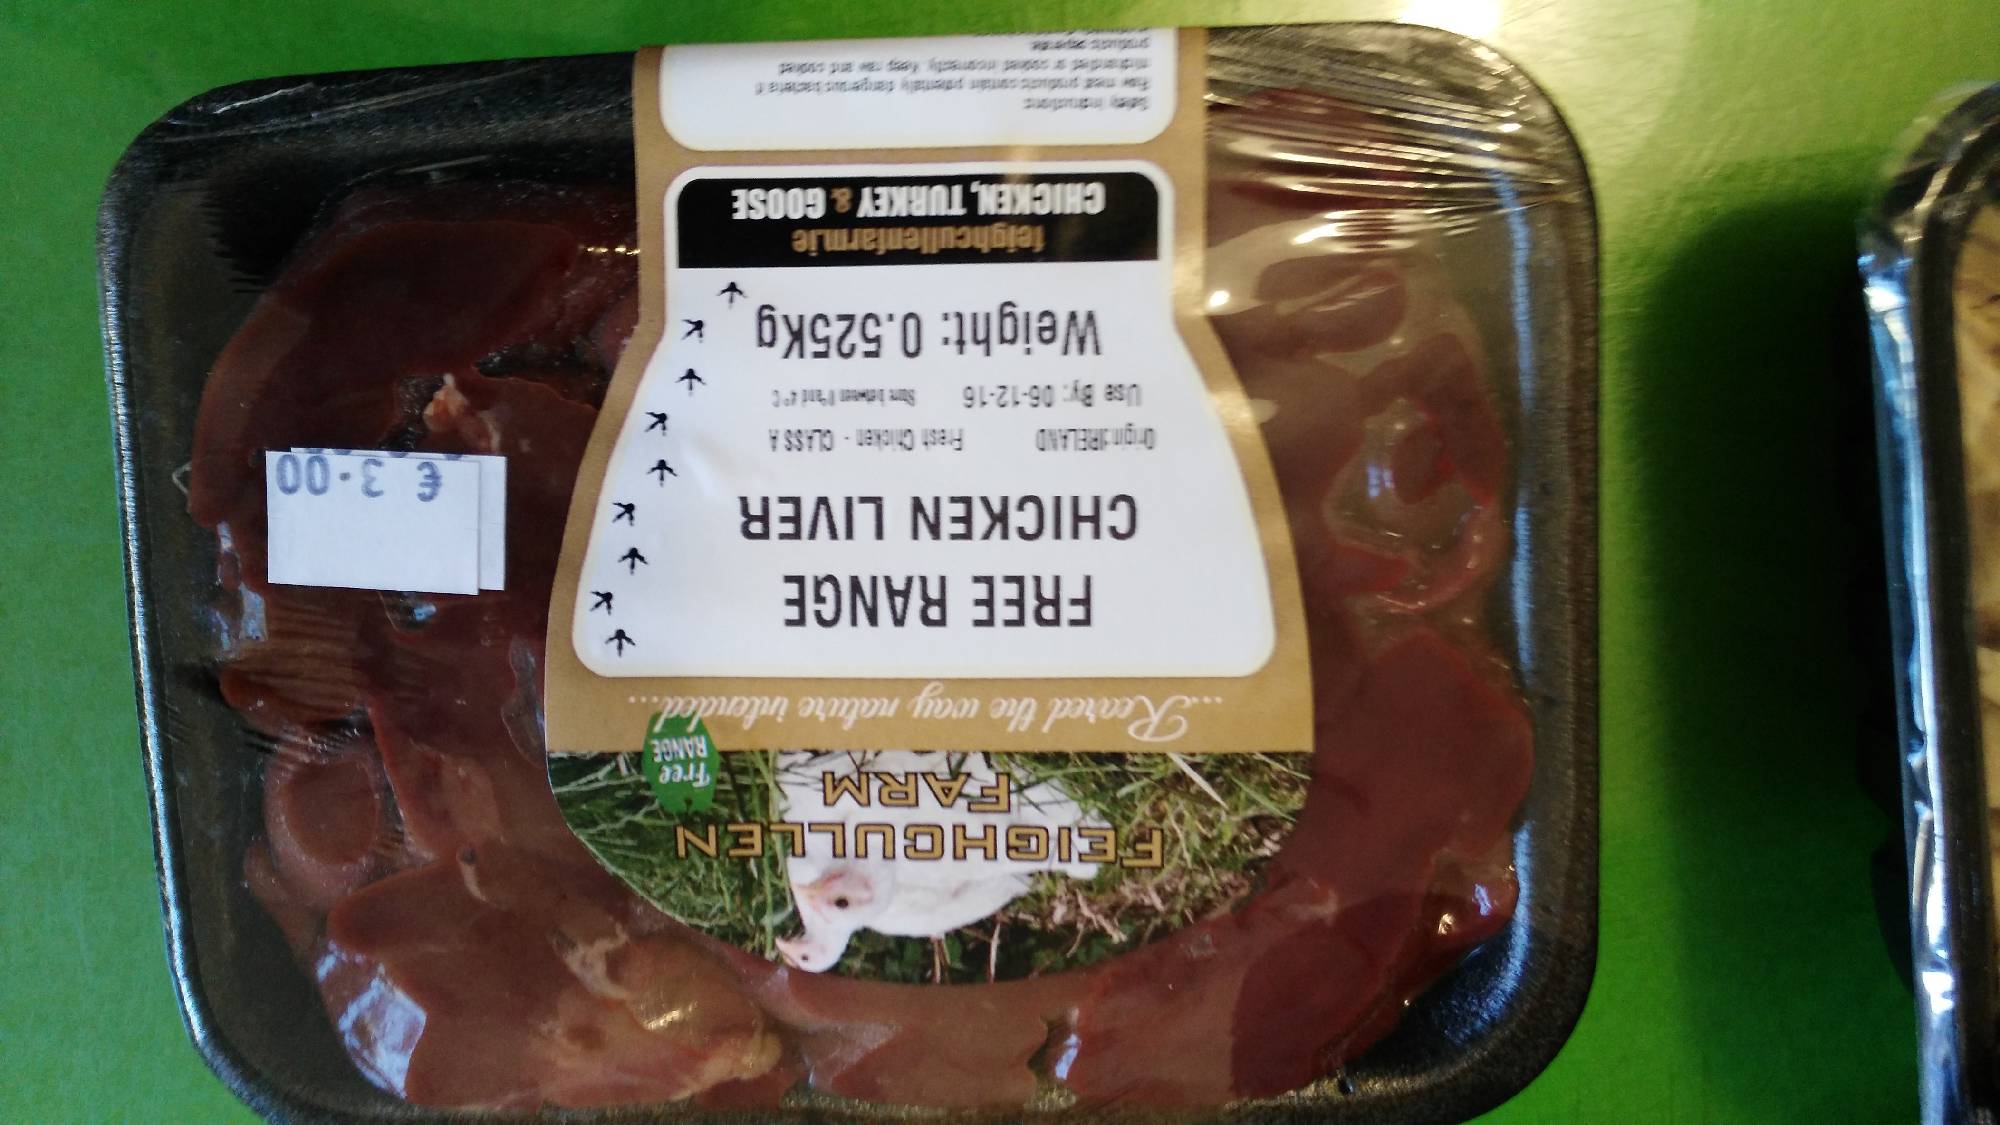 FEIGHCULLEN
FARM
Free
RANGE
...Reared the way nature intended...
FREE RANGE
CHICKEN LIVER
Origin:IRELAND Fresh Chicken - CLASS A
Use By: 06-12-16 Store between 0°and 4°C
Weight: 0.525Kg
feighcullenfarm.ie
CHICKEN, TURKEY & GOOSE
Safety Instructions:
Raw meat products contain potentially dangerous bacteria if
mishandled or cooked incorrectly. Keep raw and cooked
products seperate
€ 3.00